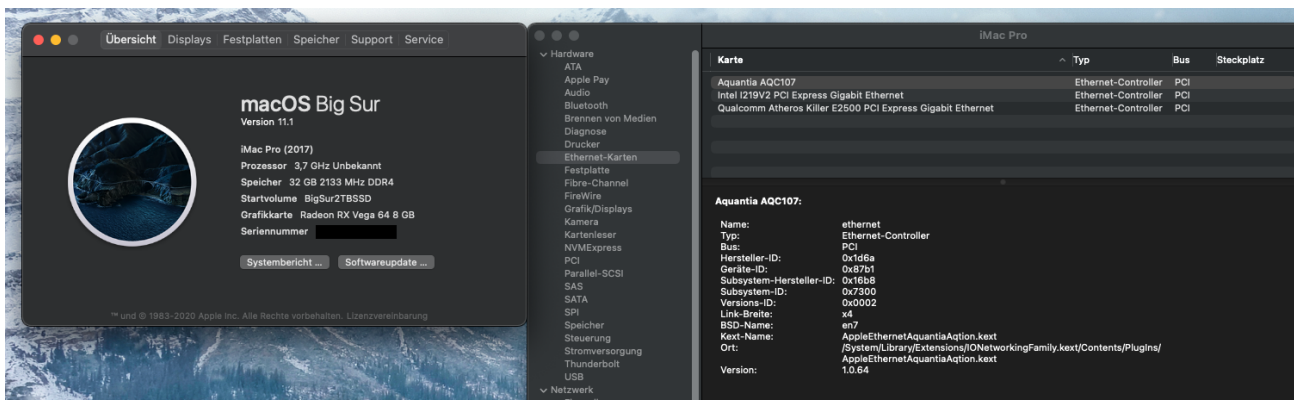 Übersicht Displays Festplatten Speicher Support Service
macOS Big Sur
Version 11.1
iMac Pro (2017)
Prozessor 3,7 GHz Unbekannt
Speicher 32 GB 2133 MHz DDR4
Startvolume BigSur2TBSSD
Grafikkarte Radeon RX Vega 64 8 GB
Seriennummer
Systembericht ... Softwareupdate ...
™ und © 1983-2020 Apple Inc. Alle Rechte vorbehalten. Lizenzvereinbarung
Hardware
ATA
Apple Pay
Audio
Bluetooth
Brennen von Medien
Diagnose
Drucker
Ethernet-Karten
Festplatte
Fibre-Channel
FireWire
Grafik/Displays
Kamera
Kartenleser
NVMExpress
PCI
Parallel-SCSI
SAS
SATA
SPI
Speicher
Steuerung
Stromversorgung
Thunderbolt
USB
Netzwerk
iMac Pro
Karte Typ Bus Steckplatz
Aquantia AQC107 Ethernet-Controller PCI
Intel I219V2 PCI Express Gigabit Ethernet Ethernet-Controller PCI
Qualcomm Atheros Killer E2500 PCI Express Gigabit Ethernet Ethernet-Controller PCI
Aquantia AQC107:
Name: ethernet
Typ: Ethernet-Controller
Bus: PCI
Hersteller-ID: 0x1d6a
Geräte-ID: 0x87b1
Subsystem-Hersteller-ID: 0x16b8
Subsystem-ID: 0x7300
Versions-ID: 0x0002
Link-Breite: x4
BSD-Name: en7
Kext-Name: AppleEthernetAquantiaAqtion.kext
Ort: /System/Library/Extensions/IONetworkingFamily.kext/Contents/PlugIns/
AppleEthernetAquantiaAqtion.kext
Version: 1.0.64